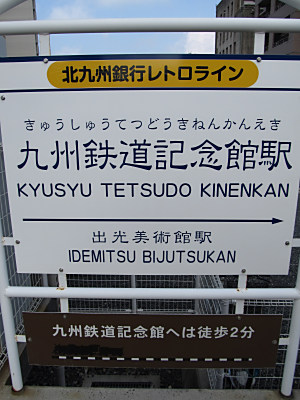 北九州銀行レトロライン
きゅうしゅうてつどうきねんかんえき
九州鉄道記念館駅
KYUSYU TETSUDO KINENKAN
出光美術館駅
IDEMITSU BIJUTSUKAN
九州鉄道記念館へは徒歩2分